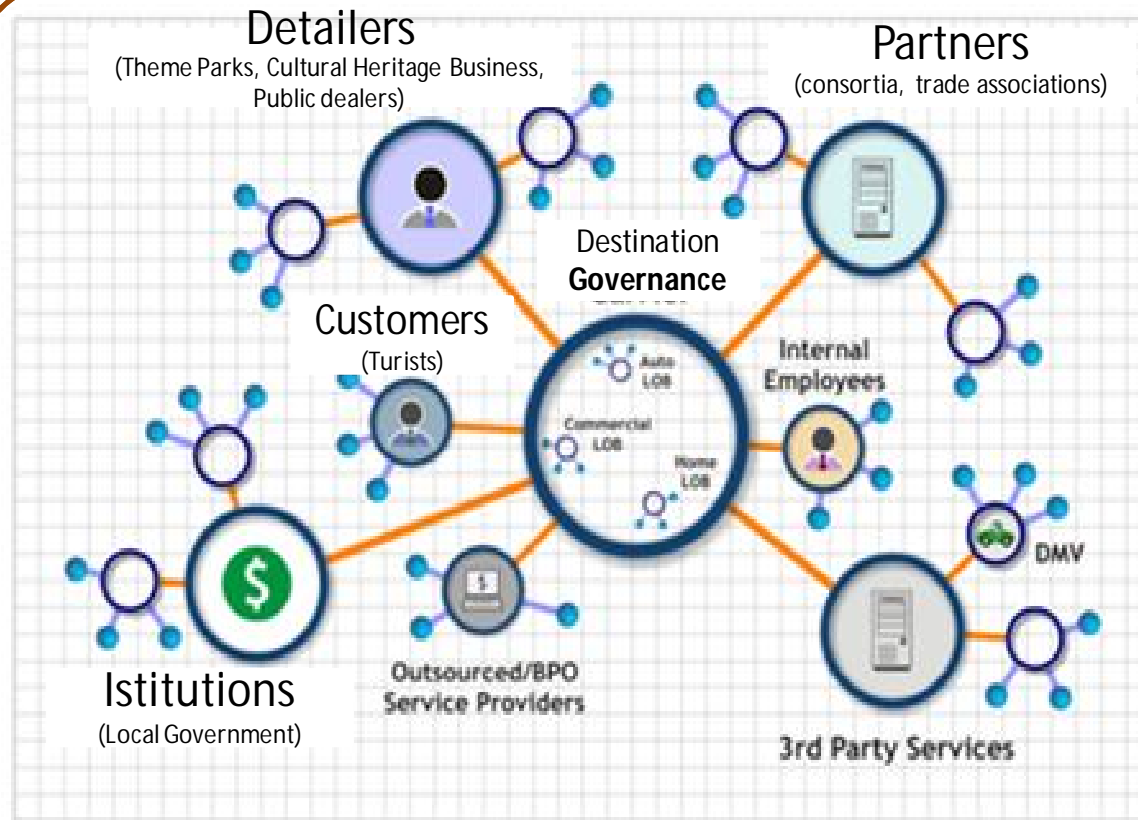 Detailers
(Theme Parks, Cultural Heritage Business,
Public dealers)
Partners
(consortia, trade associations)
Destination
Governance
Customers
(Turists)
Internal
Employees
Auto
LOB
Commercial
LOB
Home
LOB
DMV
$
$
Outsourced/BPO
Service Providers
Istitutions
(Local Government)
3rd Party Services